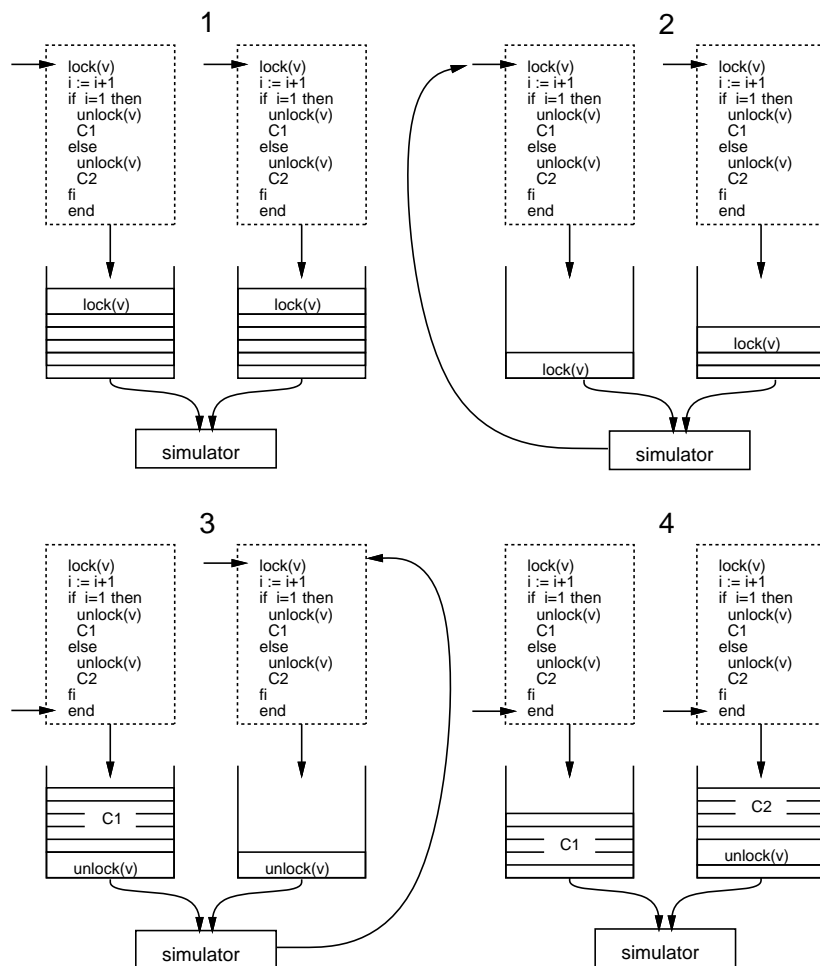 1
lock(v)
i := i+1
if i=1 then
unlock(v)
C1
else
unlock(v)
C2
fi
end
lock(v)
i := i+1
if i=1 then
unlock(v)
C1
else
unlock(v)
C2
fi
end
lock(v)
lock(v)
simulator
2
lock(v)
i := i+1
if i=1 then
unlock(v)
C1
else
unlock(v)
C2
fi
end
lock(v)
i := i+1
if i=1 then
unlock(v)
C1
else
unlock(v)
C2
fi
end
lock(v)
lock(v)
simulator
3
lock(v)
i := i+1
if i=1 then
unlock(v)
C1
else
unlock(v)
C2
fi
end
lock(v)
i := i+1
if i=1 then
unlock(v)
C1
else
unlock(v)
C2
fi
end
C1
unlock(v)
unlock(v)
simulator
4
lock(v)
i := i+1
if i=1 then
unlock(v)
C1
else
unlock(v)
C2
fi
end
lock(v)
i := i+1
if i=1 then
unlock(v)
C1
else
unlock(v)
C2
fi
end
C1
C2
unlock(v)
simulator